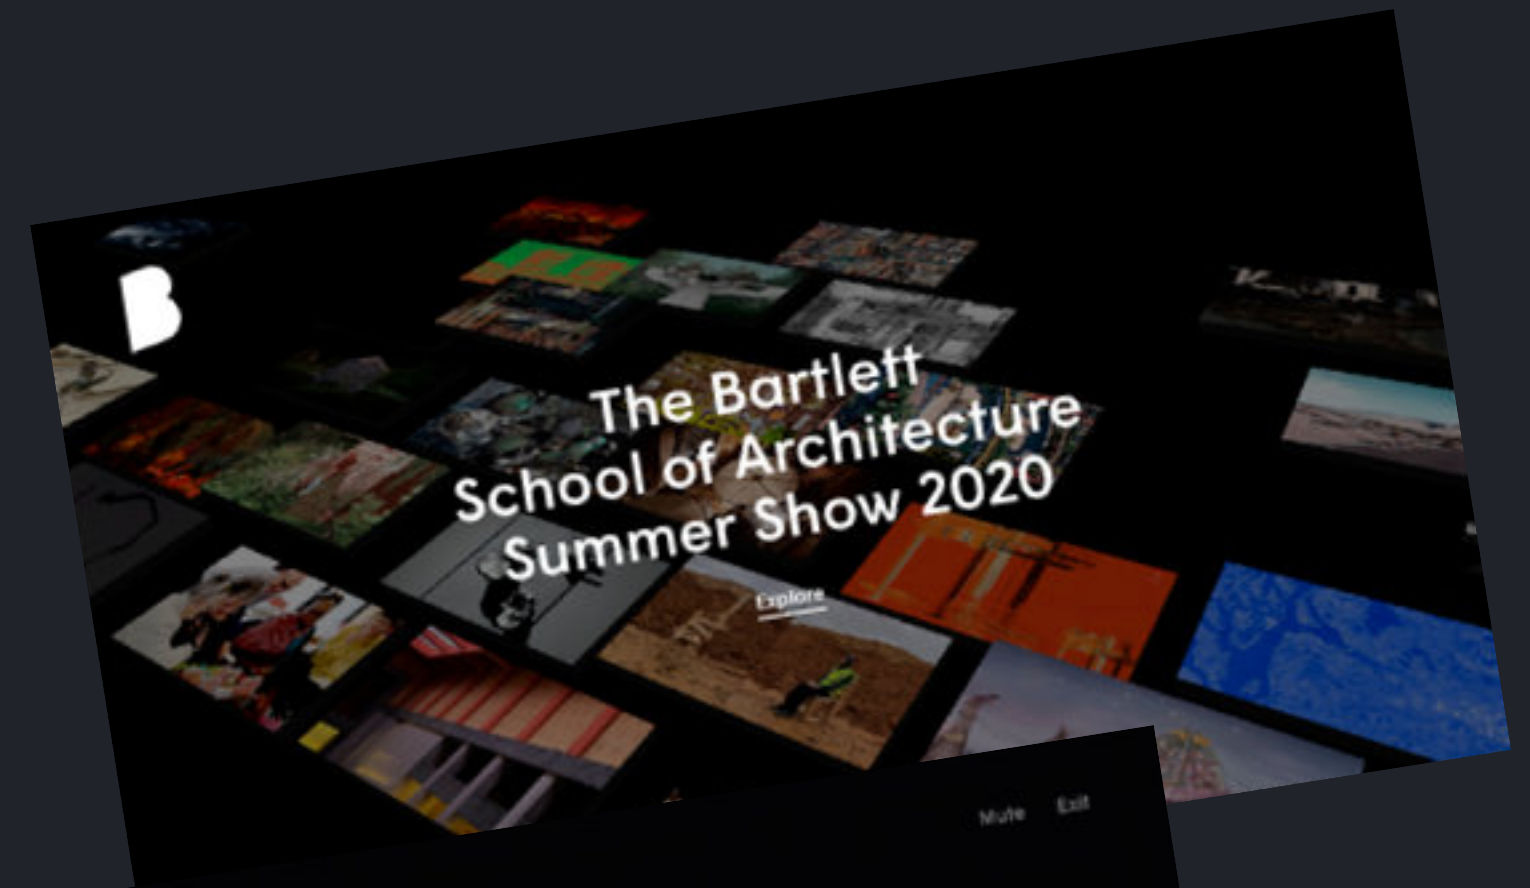 B
The Bartlett
School of Architecture
Summer Show 2020
Explore
Mute Exit